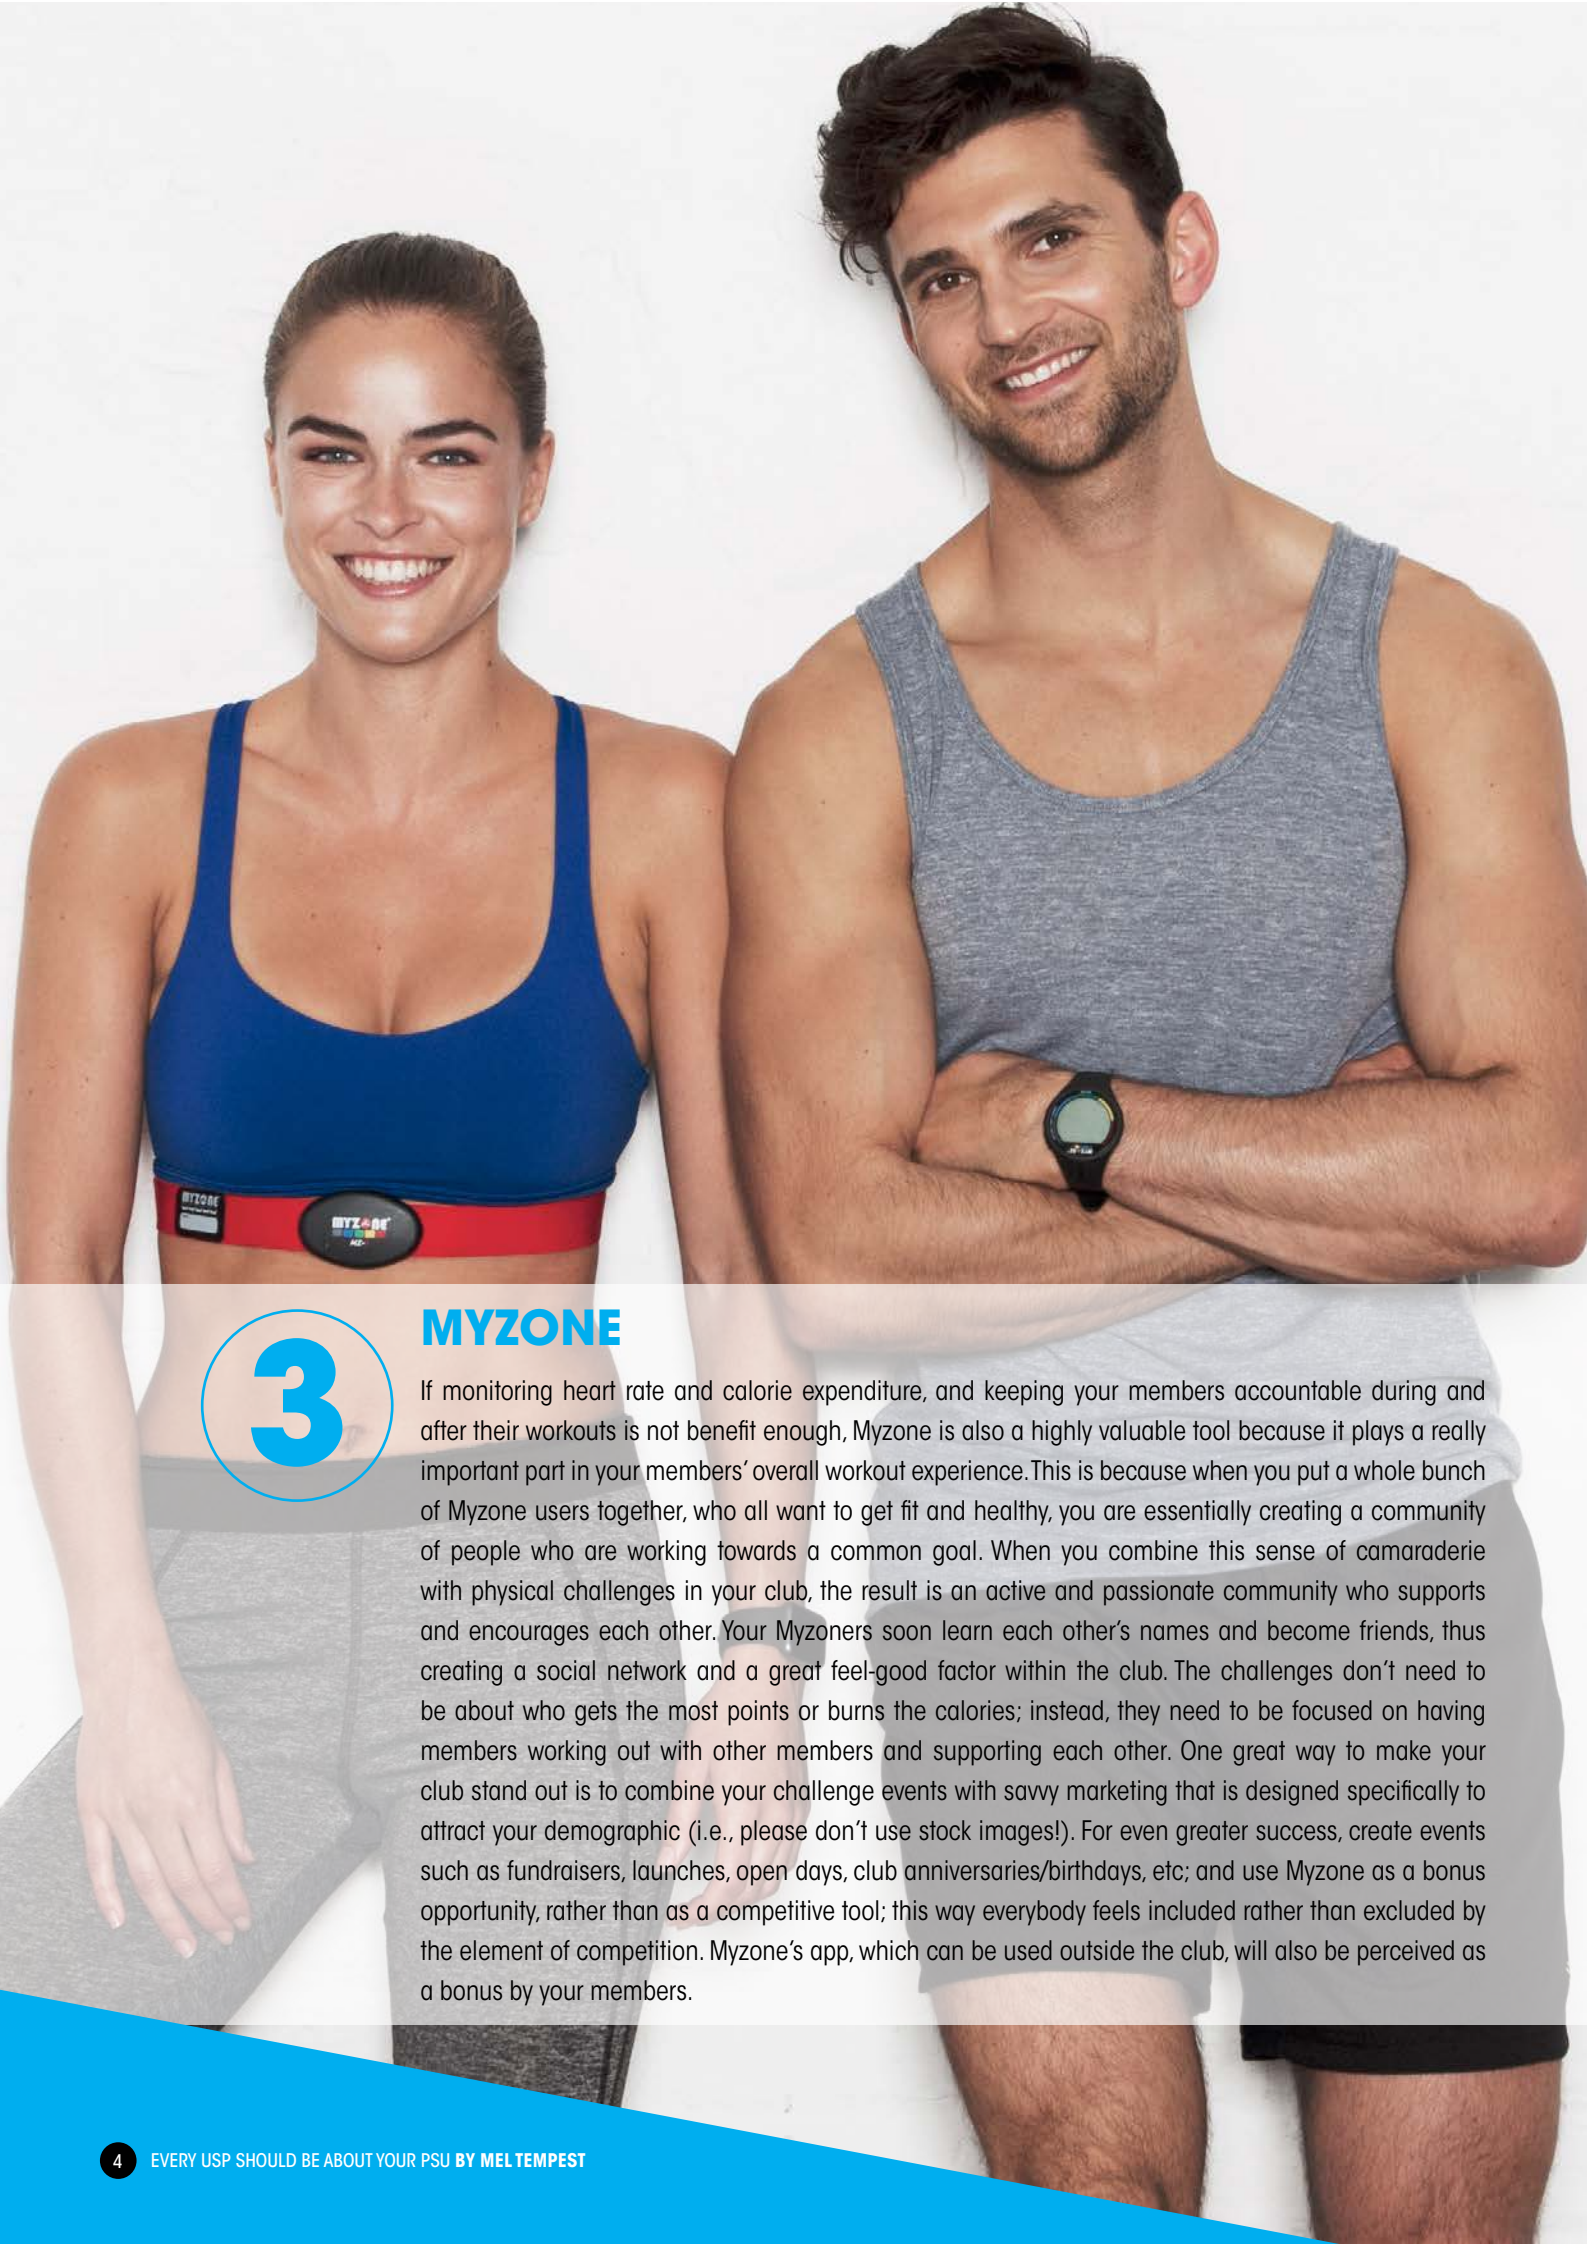 MYZONE
MYZONE
MZ-
3
MYZONE
If monitoring heart rate and calorie expenditure, and keeping your members accountable during and
after their workouts is not benefit enough, Myzone is also a highly valuable tool because it plays a really
important part in your members’ overall workout experience. This is because when you put a whole bunch
of Myzone users together, who all want to get fit and healthy, you are essentially creating a community
of people who are working towards a common goal. When you combine this sense of camaraderie
with physical challenges in your club, the result is an active and passionate community who supports
and encourages each other. Your Myzoners soon learn each other’s names and become friends, thus
creating a social network and a great feel-good factor within the club. The challenges don’t need to
be about who gets the most points or burns the calories; instead, they need to be focused on having
members working out with other members and supporting each other. One great way to make your
club stand out is to combine your challenge events with savvy marketing that is designed specifically to
attract your demographic (i.e., please don’t use stock images!). For even greater success, create events
such as fundraisers, launches, open days, club anniversaries/birthdays, etc; and use Myzone as a bonus
opportunity, rather than as a competitive tool; this way everybody feels included rather than excluded by
the element of competition. Myzone’s app, which can be used outside the club, will also be perceived as
a bonus by your members.
4 EVERY USP SHOULD BE ABOUT YOUR PSU BY MEL TEMPEST